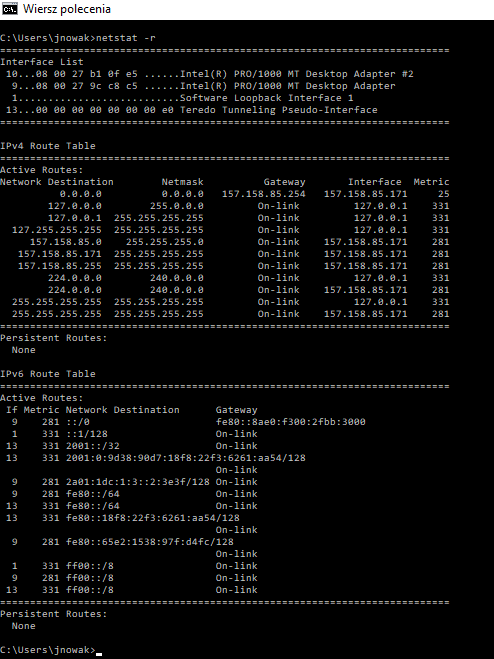 Wiersz polecenia
C:\Users\jnowak>netstat -r
===========================================================================
Interface List
 10...08 00 27 b1 0f e5 ......Intel(R) PRO/1000 MT Desktop Adapter #2
  9...08 00 27 9c c8 c5 ......Intel(R) PRO/1000 MT Desktop Adapter
  1...........................Software Loopback Interface 1
 13...00 00 00 00 00 00 00 e0 Teredo Tunneling Pseudo-Interface
===========================================================================

IPv4 Route Table
===========================================================================
Active Routes:
Network Destination        Netmask          Gateway       Interface  Metric
          0.0.0.0          0.0.0.0   157.158.85.254   157.158.85.171     25
        127.0.0.0        255.0.0.0         On-link         127.0.0.1    331
        127.0.0.1  255.255.255.255         On-link         127.0.0.1    331
  127.255.255.255  255.255.255.255         On-link         127.0.0.1    331
     157.158.85.0    255.255.255.0         On-link    157.158.85.171    281
   157.158.85.171  255.255.255.255         On-link    157.158.85.171    281
   157.158.85.255  255.255.255.255         On-link    157.158.85.171    281
        224.0.0.0        240.0.0.0         On-link         127.0.0.1    331
        224.0.0.0        240.0.0.0         On-link    157.158.85.171    281
  255.255.255.255  255.255.255.255         On-link         127.0.0.1    331
  255.255.255.255  255.255.255.255         On-link    157.158.85.171    281
===========================================================================
Persistent Routes:
  None

IPv6 Route Table
===========================================================================
Active Routes:
 If Metric Network Destination      Gateway
  9    281 ::/0                     fe80::8ae0:f300:2fbb:3000
  1    331 ::1/128                  On-link
 13    331 2001::/32                On-link
 13    331 2001:0:9d38:90d7:18f8:22f3:6261:aa54/128
                                    On-link
  9    281 2a01:1dc:1:3::2:3e3f/128 On-link
  9    281 fe80::/64                On-link
 13    331 fe80::/64                On-link
 13    331 fe80::18f8:22f3:6261:aa54/128
                                    On-link
  9    281 fe80::65e2:1538:97f:d4fc/128
                                    On-link
  1    331 ff00::/8                 On-link
  9    281 ff00::/8                 On-link
 13    331 ff00::/8                 On-link
===========================================================================
Persistent Routes:
  None

C:\Users\jnowak>